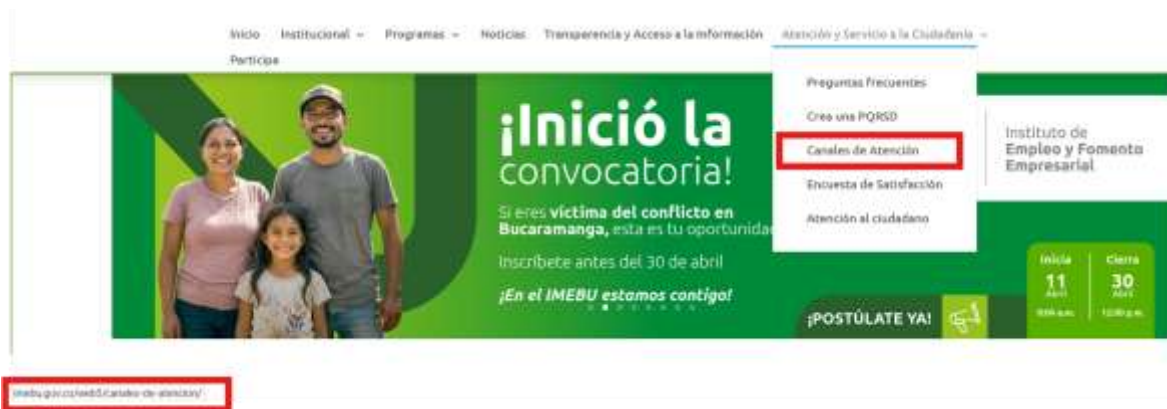 Inicio Institucional Programas Noticias Transparencia y Acceso a la Información Atención y Servicio a la Ciudadanía
Participa
Preguntas frecuentes
Crea una PQRSD
Canales de Atención
Encuesta de Satisfacción
Atención al ciudadano
¡Inició la
convocatoria!
Si eres víctima del conflicto en
Bucaramanga, esta es tu oportunidad
Inscríbete antes del 30 de abril
¡En el IMEBU estamos contigo!
Instituto de
Empleo y Fomento
Empresarial
Inicia Cierra
11 30
Abril Abril
¡POSTÚLATE YA!
imebu.gov.co/web5/canales-de-atencion/